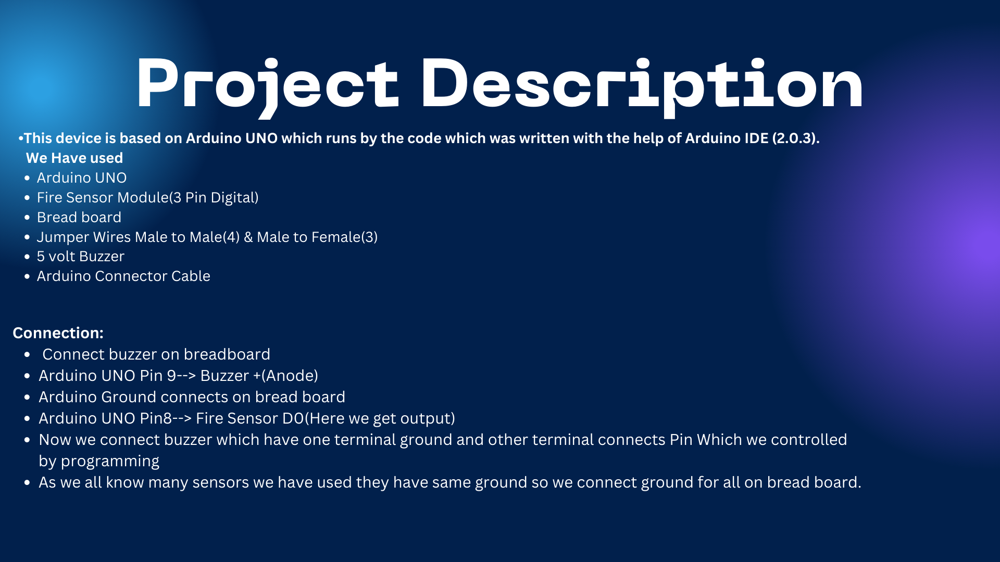 Project Description
•This device is based on Arduino UNO which runs by the code which was written with the help of Arduino IDE (2.0.3).
We Have used
• Arduino UNO
• Fire Sensor Module(3 Pin Digital)
• Bread board
• Jumper Wires Male to Male(4) & Male to Female(3)
• 5 volt Buzzer
• Arduino Connector Cable
Connection:
• Connect buzzer on breadboard
• Arduino UNO Pin 9--> Buzzer +(Anode)
• Arduino Ground connects on bread board
• Arduino UNO Pin8--> Fire Sensor D0(Here we get output)
• Now we connect buzzer which have one terminal ground and other terminal connects Pin Which we controlled
by programming
• As we all know many sensors we have used they have same ground so we connect ground for all on bread board.